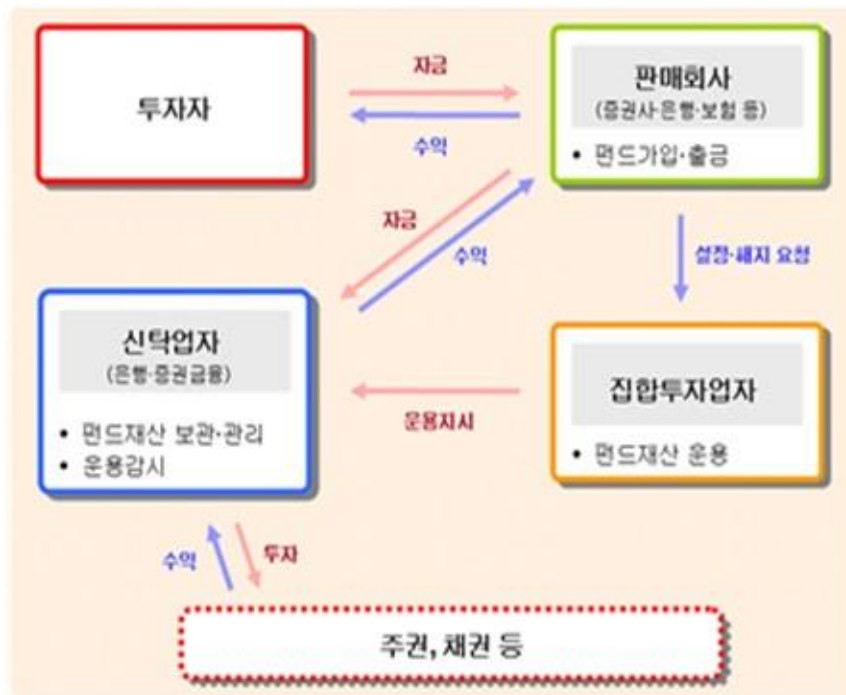 투자자
자금
수익
판매회사
(증권사·은행·보험 등)
• 펀드가입·출금
자금
수익
설정·해지 요청
신탁업자
(은행·증권금융)
• 펀드재산 보관·관리
• 운용감시
운용지시
집합투자업자
• 펀드재산 운용
수익
투자
주권, 채권 등